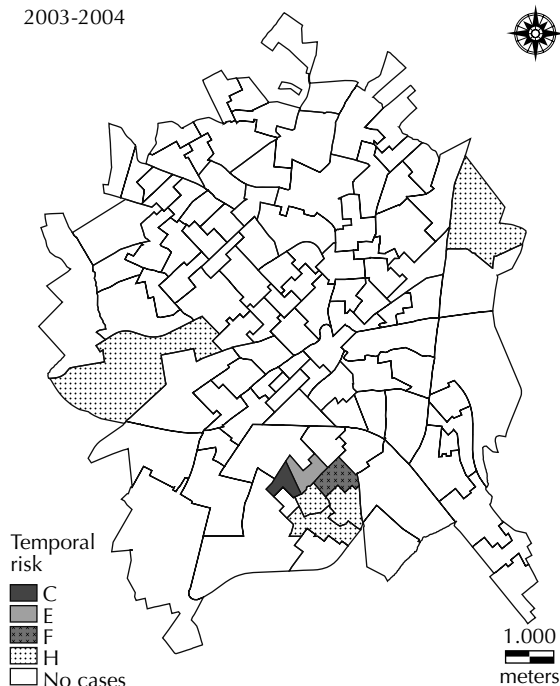 2003-2004
Temporal
risk
C
E
F
H
No cases
1.000
meters